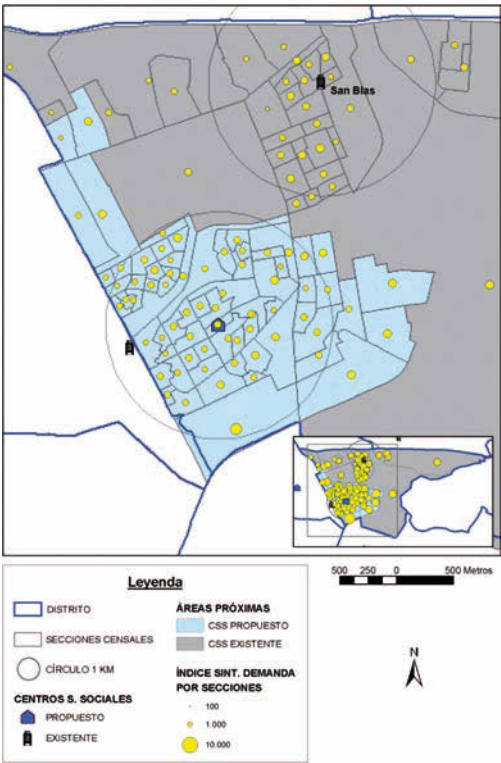 San Blas
Leyenda
DISTRITO
SECCIONES CENSALES
CÍRCULO 1 KM
CENTROS S. SOCIALES
PROPUESTO
EXISTENTE
ÁREAS PRÓXIMAS
CSS PROPUESTO
CSS EXISTENTE
ÍNDICE SINT. DEMANDA
POR SECCIONES
100
1.000
10.000
500 250 0 500 Metros
N